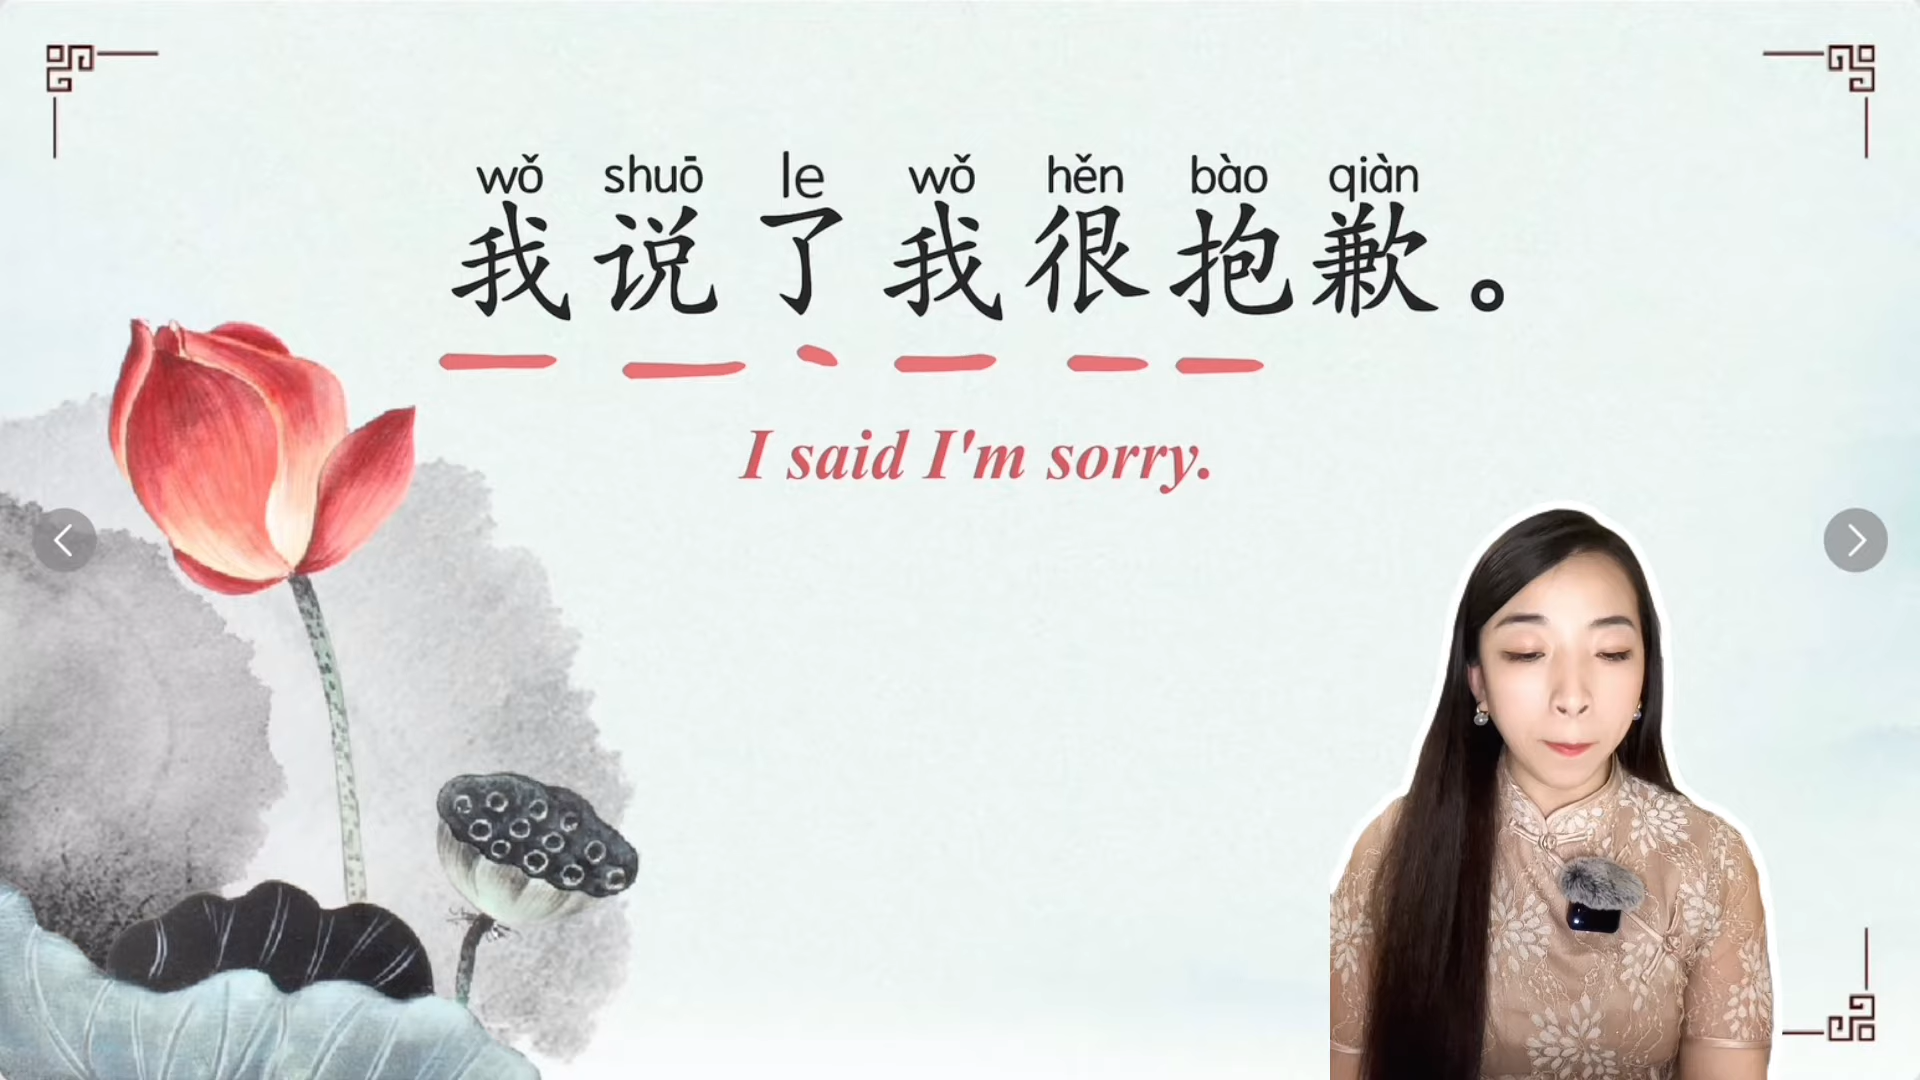 wǒ shuō le wǒ hěn bào qiàn
我说了我很抱歉。
I said I'm sorry.